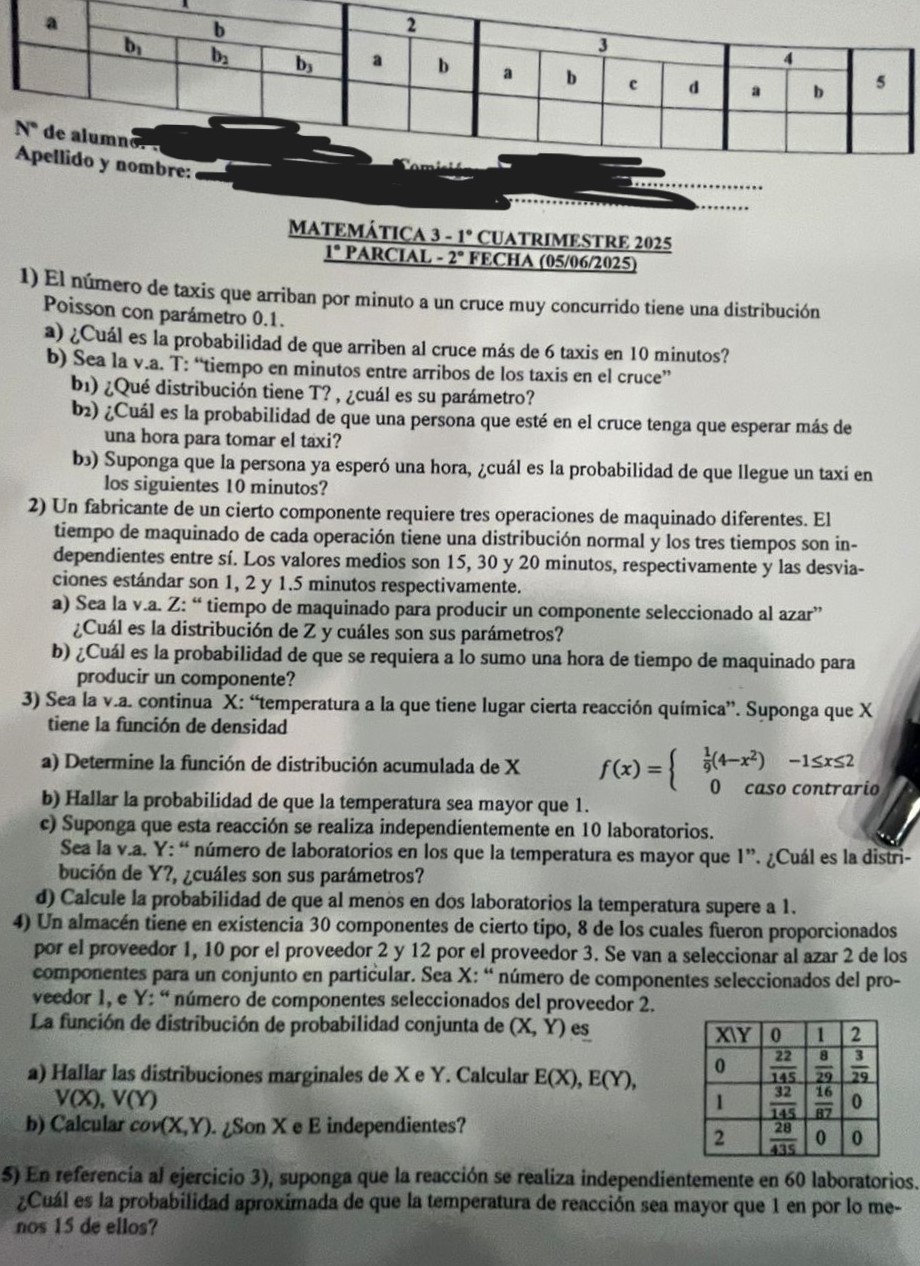 1
a b 2 3 4 5
b₁ b₂ b₃ a b a b c d a b
N° de alumno:
Apellido y nombre:
MATEMÁTICA 3 - 1° CUATRIMESTRE 2025
1° PARCIAL - 2° FECHA (05/06/2025)
1) El número de taxis que arriban por minuto a un cruce muy concurrido tiene una distribución
Poisson con parámetro 0.1.
a) ¿Cuál es la probabilidad de que arriben al cruce más de 6 taxis en 10 minutos?
b) Sea la v.a. T: “tiempo en minutos entre arribos de los taxis en el cruce”
b₁) ¿Qué distribución tiene T? , ¿cuál es su parámetro?
b₂) ¿Cuál es la probabilidad de que una persona que esté en el cruce tenga que esperar más de
una hora para tomar el taxi?
b₃) Suponga que la persona ya esperó una hora, ¿cuál es la probabilidad de que llegue un taxi en
los siguientes 10 minutos?
2) Un fabricante de un cierto componente requiere tres operaciones de maquinado diferentes. El
tiempo de maquinado de cada operación tiene una distribución normal y los tres tiempos son in-
dependientes entre sí. Los valores medios son 15, 30 y 20 minutos, respectivamente y las desvia-
ciones estándar son 1, 2 y 1.5 minutos respectivamente.
a) Sea la v.a. Z: “ tiempo de maquinado para producir un componente seleccionado al azar”
¿Cuál es la distribución de Z y cuáles son sus parámetros?
b) ¿Cuál es la probabilidad de que se requiera a lo sumo una hora de tiempo de maquinado para
producir un componente?
3) Sea la v.a. continua X: “temperatura a la que tiene lugar cierta reacción química”. Suponga que X
tiene la función de densidad
a) Determine la función de distribución acumulada de X f(x) = { 1/9(4−x²) −1≤x≤2
0 caso contrario
b) Hallar la probabilidad de que la temperatura sea mayor que 1.
c) Suponga que esta reacción se realiza independientemente en 10 laboratorios.
Sea la v.a. Y: “ número de laboratorios en los que la temperatura es mayor que 1”. ¿Cuál es la distri-
bución de Y?, ¿cuáles son sus parámetros?
d) Calcule la probabilidad de que al menos en dos laboratorios la temperatura supere a 1.
4) Un almacén tiene en existencia 30 componentes de cierto tipo, 8 de los cuales fueron proporcionados
por el proveedor 1, 10 por el proveedor 2 y 12 por el proveedor 3. Se van a seleccionar al azar 2 de los
componentes para un conjunto en particular. Sea X: “ número de componentes seleccionados del pro-
veedor 1, e Y: “ número de componentes seleccionados del proveedor 2.
La función de distribución de probabilidad conjunta de (X, Y) es
X\Y 0 1 2
0 22/145 8/29 3/29
1 32/145 16/87 0
2 28/435 0 0
a) Hallar las distribuciones marginales de X e Y. Calcular E(X), E(Y),
V(X), V(Y)
b) Calcular cov(X,Y). ¿Son X e E independientes?
5) En referencia al ejercicio 3), suponga que la reacción se realiza independientemente en 60 laboratorios.
¿Cuál es la probabilidad aproximada de que la temperatura de reacción sea mayor que 1 en por lo me-
nos 15 de ellos?